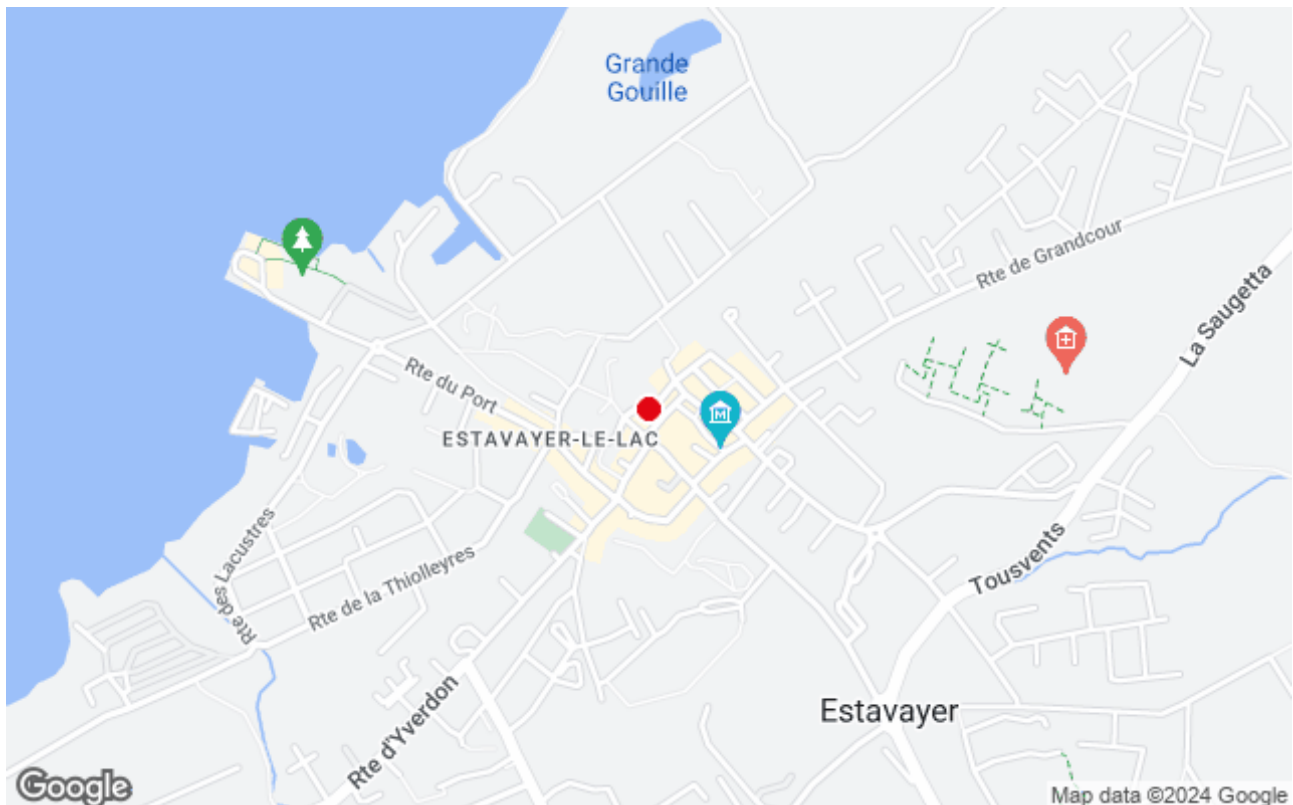 Grande
Gouille
Rte de Grandcour
La Saugetta
Rte du Port
M
ESTAVAYER-LE-LAC
Tousvents
Rte des Lacustres
Rte de la Thiolleyres
Rte d'Yverdon
Estavayer
Google
Map data ©2024 Google